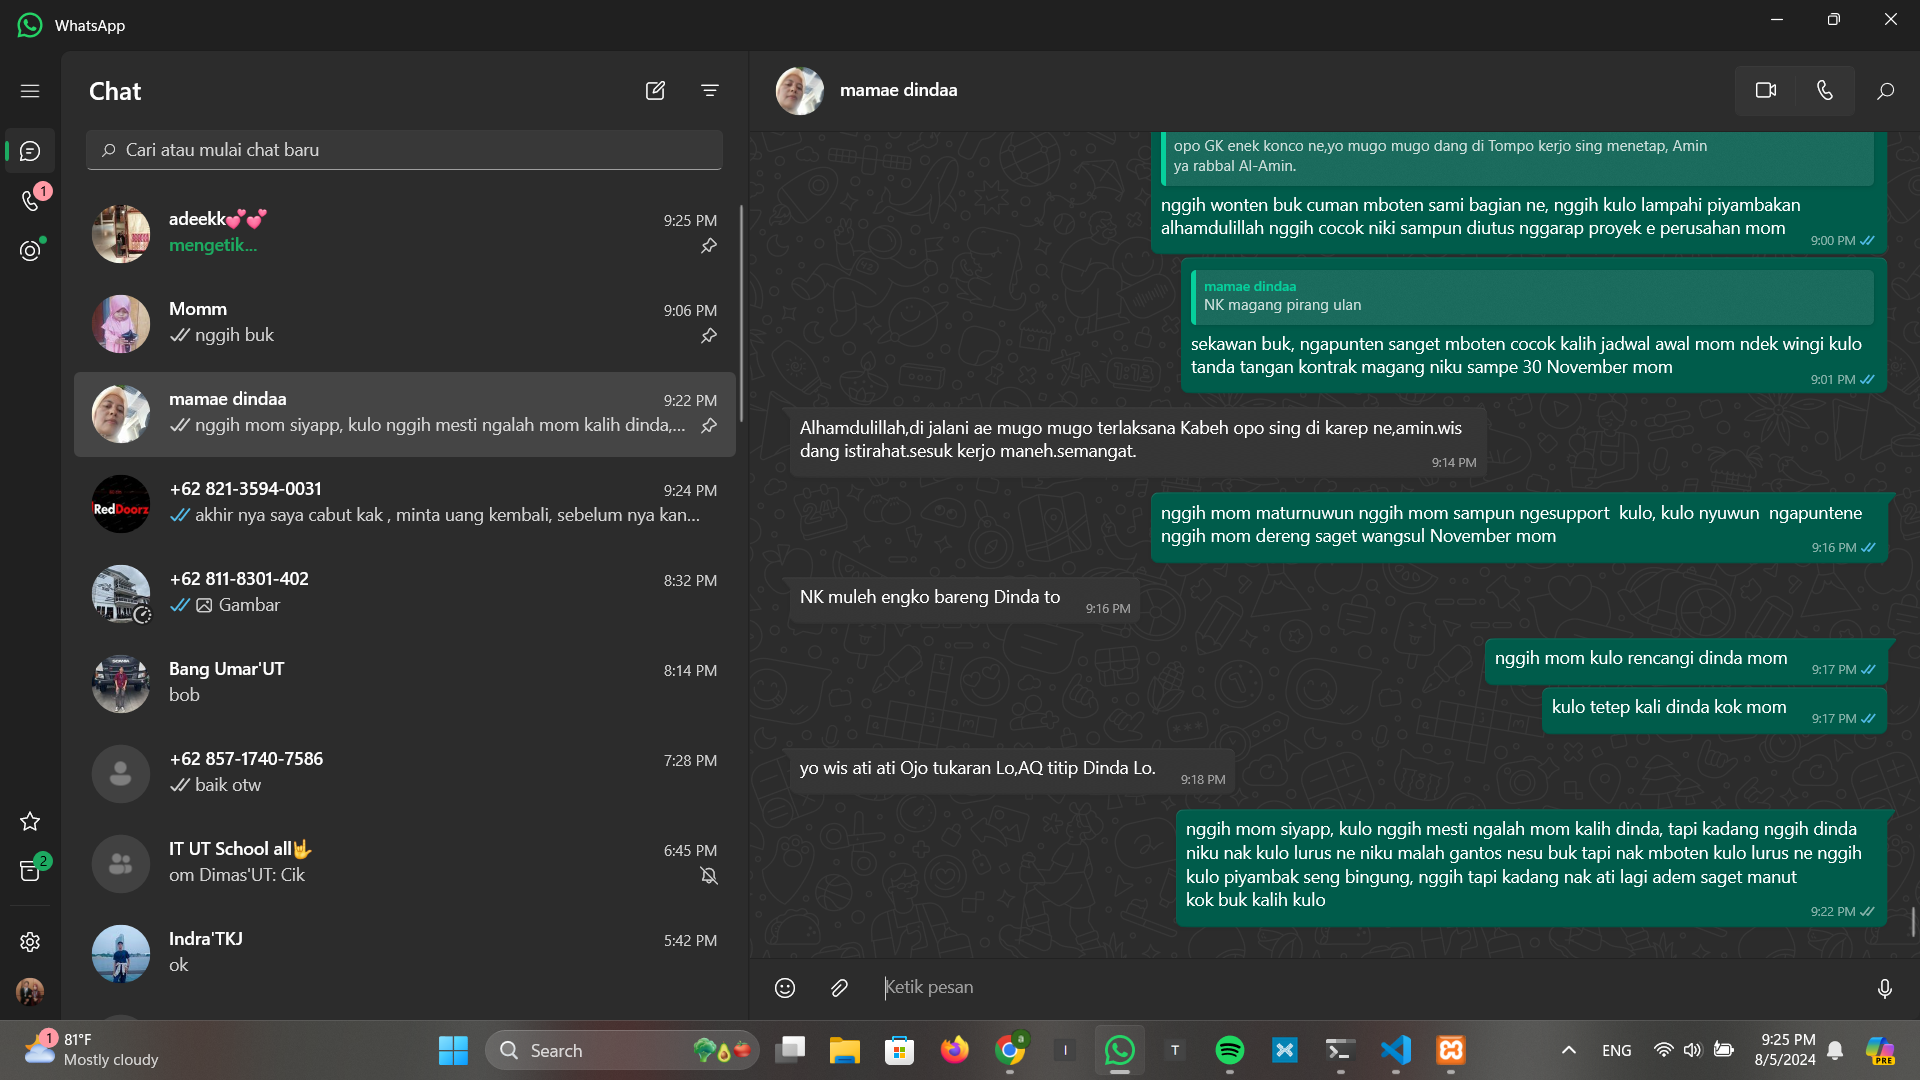 WhatsApp
Chat
Cari atau mulai chat baru
1
adeekk💕💕 9:25 PM
mengetik...
Momm 9:06 PM
nggih buk
mamae dindaa 9:22 PM
nggih mom siyapp, kulo nggih mesti ngalah mom kalih dinda,...
+62 821-3594-0031 9:24 PM
RedDoorz
akhir nya saya cabut kak , minta uang kembali, sebelum nya kan...
+62 811-8301-402 8:32 PM
Gambar
Bang Umar'UT 8:14 PM
bob
+62 857-1740-7586 7:28 PM
baik otw
IT UT School all🤟 6:45 PM
om Dimas'UT: Cik
2
Indra'TKJ 5:42 PM
ok
mamae dindaa
opo GK enek konco ne,yo mugo mugo dang di Tompo kerjo sing menetap, Amin
ya rabbal Al-Amin.
nggih wonten buk cuman mboten sami bagian ne, nggih kulo lampahi piyambakan
alhamdulillah nggih cocok niki sampun diutus nggarap proyek e perusahan mom
9:00 PM
mamae dindaa
NK magang pirang ulan
sekawan buk, ngapunten sanget mboten cocok kalih jadwal awal mom ndek wingi kulo
tanda tangan kontrak magang niku sampe 30 November mom
9:01 PM
Alhamdulillah,di jalani ae mugo mugo terlaksana Kabeh opo sing di karep ne,amin.wis
dang istirahat.sesuk kerjo maneh.semangat.
9:14 PM
nggih mom maturnuwun nggih mom sampun ngesupport  kulo, kulo nyuwun  ngapuntene
nggih mom dereng saget wangsul November mom
9:16 PM
NK muleh engko bareng Dinda to 9:16 PM
nggih mom kulo rencangi dinda mom 9:17 PM
kulo tetep kali dinda kok mom 9:17 PM
yo wis ati ati Ojo tukaran Lo,AQ titip Dinda Lo. 9:18 PM
nggih mom siyapp, kulo nggih mesti ngalah mom kalih dinda, tapi kadang nggih dinda
niku nak kulo lurus ne niku malah gantos nesu buk tapi nak mboten kulo lurus ne nggih
kulo piyambak seng bingung, nggih tapi kadang nak ati lagi adem saget manut
kok buk kalih kulo
9:22 PM
Ketik pesan
1
81°F
Mostly cloudy
Search
a
I
T
ENG
9:25 PM
8/5/2024
PRE